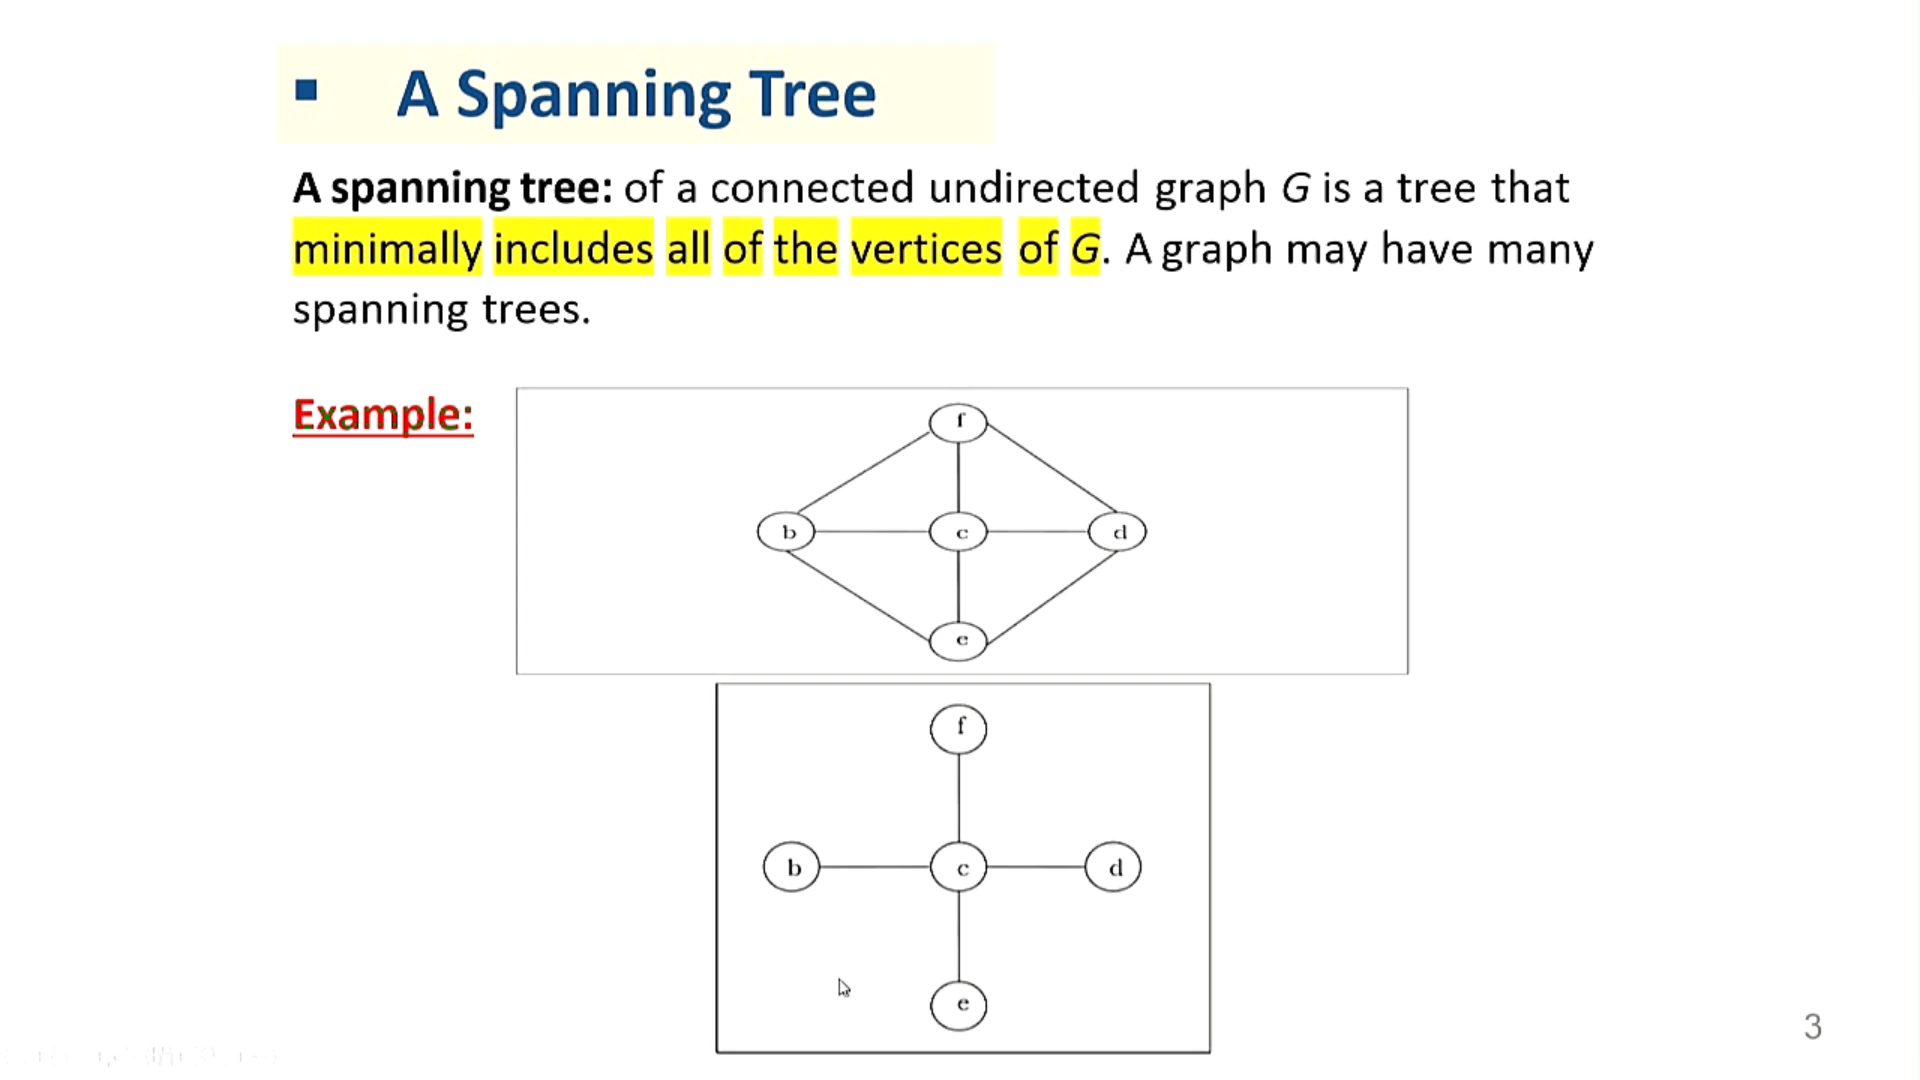 ▪ A Spanning Tree
A spanning tree: of a connected undirected graph G is a tree that
minimally includes all of the vertices of G. A graph may have many
spanning trees.
Example:
f
b c d
e
f
b c d
e
3